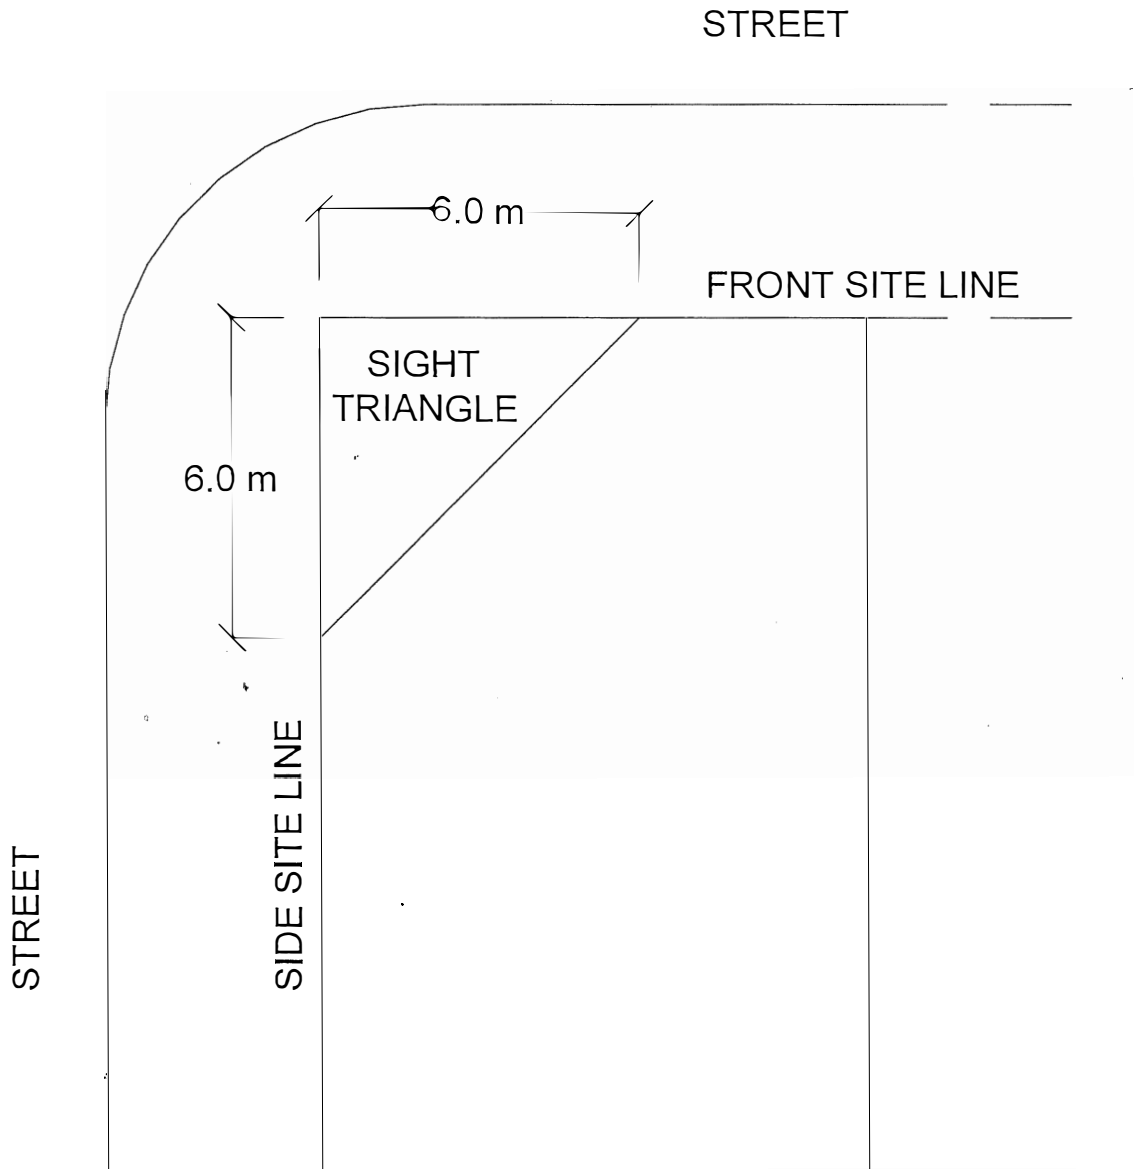 STREET
6.0 m
FRONT SITE LINE
SIGHT
TRIANGLE
6.0 m
SIDE SITE LINE
STREET